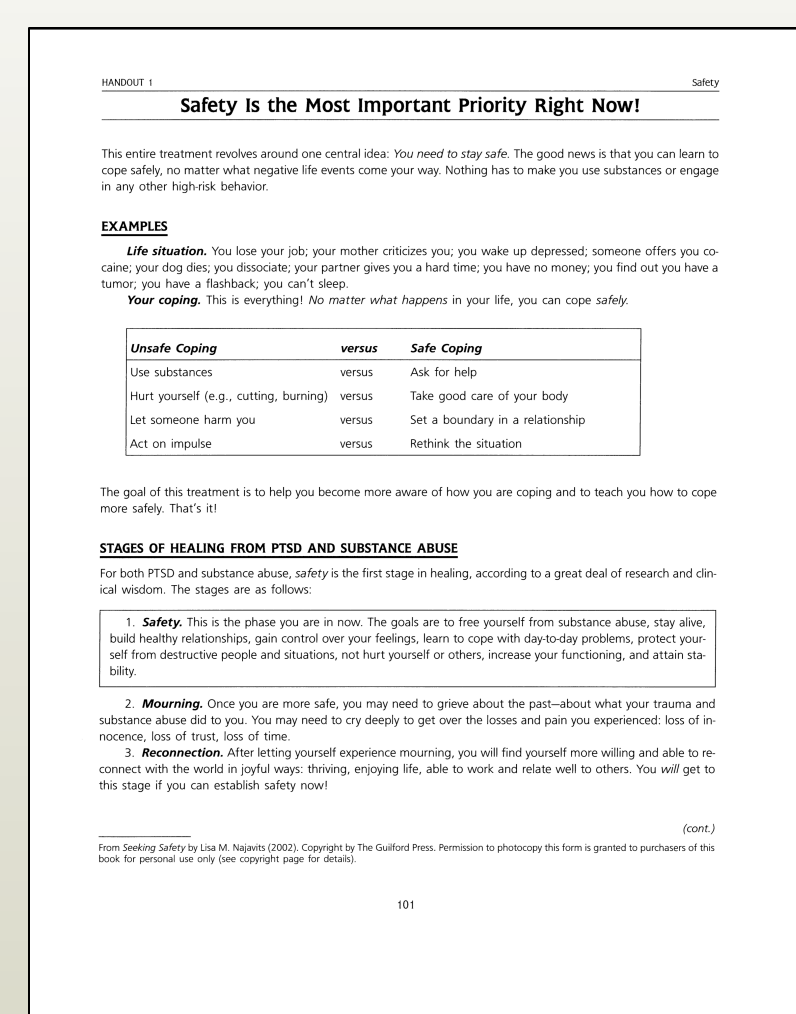 HANDOUT 1 Safety
Safety Is the Most Important Priority Right Now!
This entire treatment revolves around one central idea: You need to stay safe. The good news is that you can learn to
cope safely, no matter what negative life events come your way. Nothing has to make you use substances or engage
in any other high-risk behavior.
EXAMPLES
Life situation. You lose your job; your mother criticizes you; you wake up depressed; someone offers you co-
caine; your dog dies; you dissociate; your partner gives you a hard time; you have no money; you find out you have a
tumor; you have a flashback; you can't sleep.
Your coping. This is everything! No matter what happens in your life, you can cope safely.
Unsafe Coping versus Safe Coping
Use substances versus Ask for help
Hurt yourself (e.g., cutting, burning) versus Take good care of your body
Let someone harm you versus Set a boundary in a relationship
Act on impulse versus Rethink the situation
The goal of this treatment is to help you become more aware of how you are coping and to teach you how to cope
more safely. That's it!
STAGES OF HEALING FROM PTSD AND SUBSTANCE ABUSE
For both PTSD and substance abuse, safety is the first stage in healing, according to a great deal of research and clin-
ical wisdom. The stages are as follows:
1. Safety. This is the phase you are in now. The goals are to free yourself from substance abuse, stay alive,
build healthy relationships, gain control over your feelings, learn to cope with day-to-day problems, protect your-
self from destructive people and situations, not hurt yourself or others, increase your functioning, and attain sta-
bility.
2. Mourning. Once you are more safe, you may need to grieve about the past—about what your trauma and
substance abuse did to you. You may need to cry deeply to get over the losses and pain you experienced: loss of in-
nocence, loss of trust, loss of time.
3. Reconnection. After letting yourself experience mourning, you will find yourself more willing and able to re-
connect with the world in joyful ways: thriving, enjoying life, able to work and relate well to others. You will get to
this stage if you can establish safety now!
(cont.)
From Seeking Safety by Lisa M. Najavits (2002). Copyright by The Guilford Press. Permission to photocopy this form is granted to purchasers of this
book for personal use only (see copyright page for details).
101